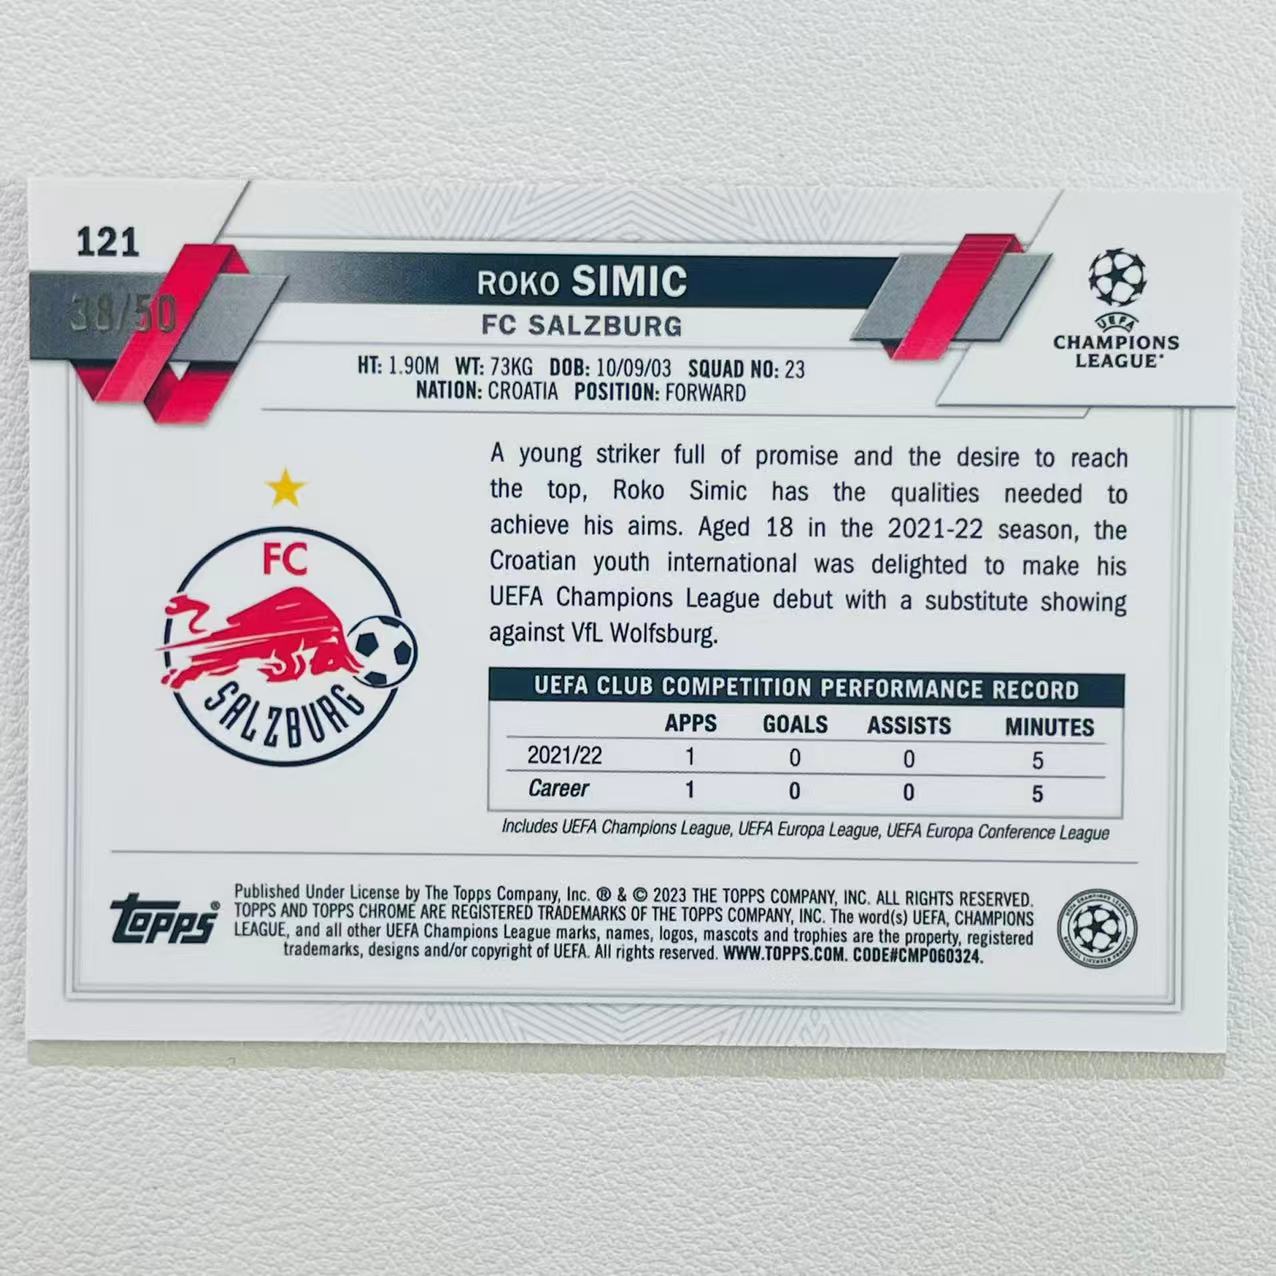 121
38/50
ROKO SIMIC
FC SALZBURG
UEFA
CHAMPIONS
LEAGUE®
HT: 1.90M WT: 73KG DOB: 10/09/03 SQUAD NO: 23
NATION: CROATIA POSITION: FORWARD
A young striker full of promise and the desire to reach
the top, Roko Simic has the qualities needed to
achieve his aims. Aged 18 in the 2021-22 season, the
Croatian youth international was delighted to make his
UEFA Champions League debut with a substitute showing
against VfL Wolfsburg.
FC
SALZBURG
UEFA CLUB COMPETITION PERFORMANCE RECORD
APPS GOALS ASSISTS MINUTES
2021/22 1 0 0 5
Career 1 0 0 5
Includes UEFA Champions League, UEFA Europa League, UEFA Europa Conference League
topps®
Published Under License by The Topps Company, Inc. ® & © 2023 THE TOPPS COMPANY, INC. ALL RIGHTS RESERVED.
TOPPS AND TOPPS CHROME ARE REGISTERED TRADEMARKS OF THE TOPPS COMPANY, INC. The word(s) UEFA, CHAMPIONS
LEAGUE, and all other UEFA Champions League marks, names, logos, mascots and trophies are the property, registered
trademarks, designs and/or copyright of UEFA. All rights reserved. WWW.TOPPS.COM. CODE#CMP060324.